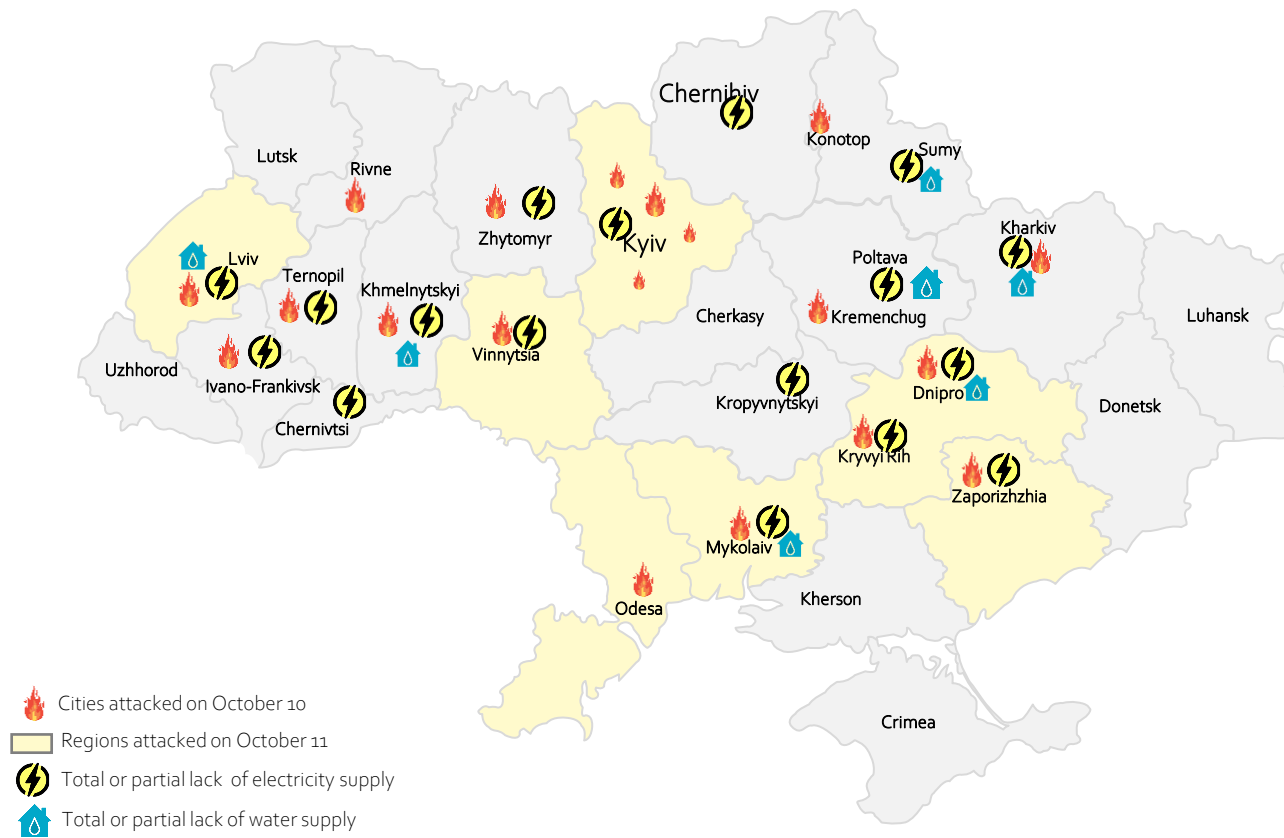 Chernihiv
Konotop
Sumy
Lutsk
Rivne
Zhytomyr
Kyiv
Kharkiv
Lviv
Ternopil
Khmelnytskyi
Poltava
Kremenchug
Cherkasy
Luhansk
Vinnytsia
Uzhhorod
Ivano-Frankivsk
Chernivtsi
Kropyvnytskyi
Dnipro
Donetsk
Kryvyi Rih
Zaporizhzhia
Mykolaiv
Odesa
Kherson
Crimea
Cities attacked on October 10
Regions attacked on October 11
Total or partial lack of electricity supply
Total or partial lack of water supply